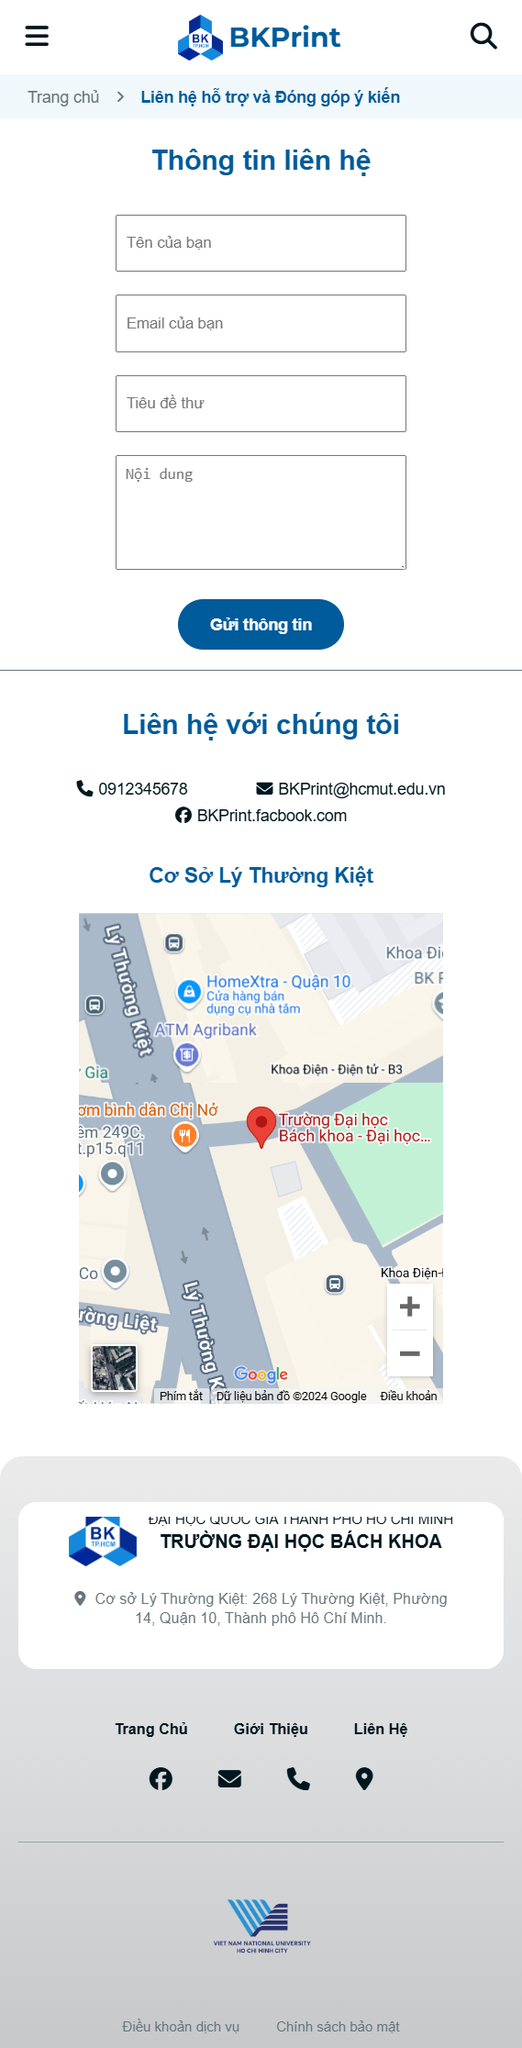 BK
TP.HCM
BKPrint
Trang chủ
Liên hệ hỗ trợ và Đóng góp ý kiến
Thông tin liên hệ
Tên của bạn
Email của bạn
Tiêu đề thư
Nội dung
Gửi thông tin
Liên hệ với chúng tôi
0912345678
BKPrint@hcmut.edu.vn
BKPrint.facbook.com
Cơ Sở Lý Thường Kiệt
Lý Thường Kiệt
Khoa Đi
HomeXtra - Quận 10
Cửa hàng bán
dụng cụ nhà tắm
BK
ATM Agribank
Khoa Điện - Điện tử - B3
Gia
ơm bình dân Chị Nở
Trường Đại học
Bách khoa - Đại học...
ẻm 249C.
t.p15.q11
Co
Khoa Điện-
ường Liệt
Lý Thường K
Google
Phím tắt
Dữ liệu bản đồ ©2024 Google
Điều khoản
BK
TP.HCM
ĐẠI HỌC QUỐC GIA THÀNH PHỐ HỒ CHÍ MINH
TRƯỜNG ĐẠI HỌC BÁCH KHOA
Cơ sở Lý Thường Kiệt: 268 Lý Thường Kiệt, Phường
14, Quận 10, Thành phố Hồ Chí Minh.
Trang Chủ
Giới Thiệu
Liên Hệ
VIET NAM NATIONAL UNIVERSITY
HO CHI MINH CITY
Điều khoản dịch vụ
Chính sách bảo mật